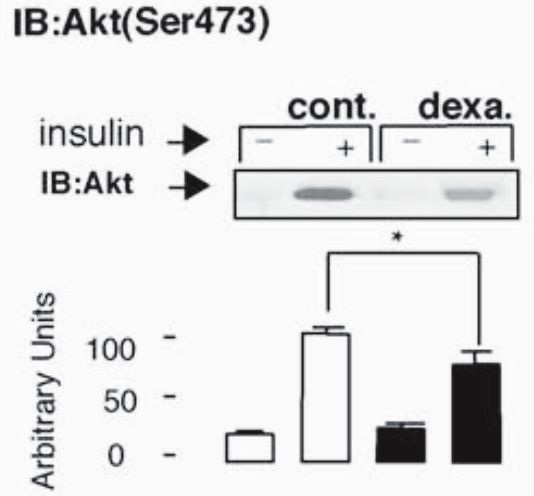 IB:Akt(Ser473)
cont. dexa.
insulin − + − +
IB:Akt
*
Arbitrary Units
100
50
0